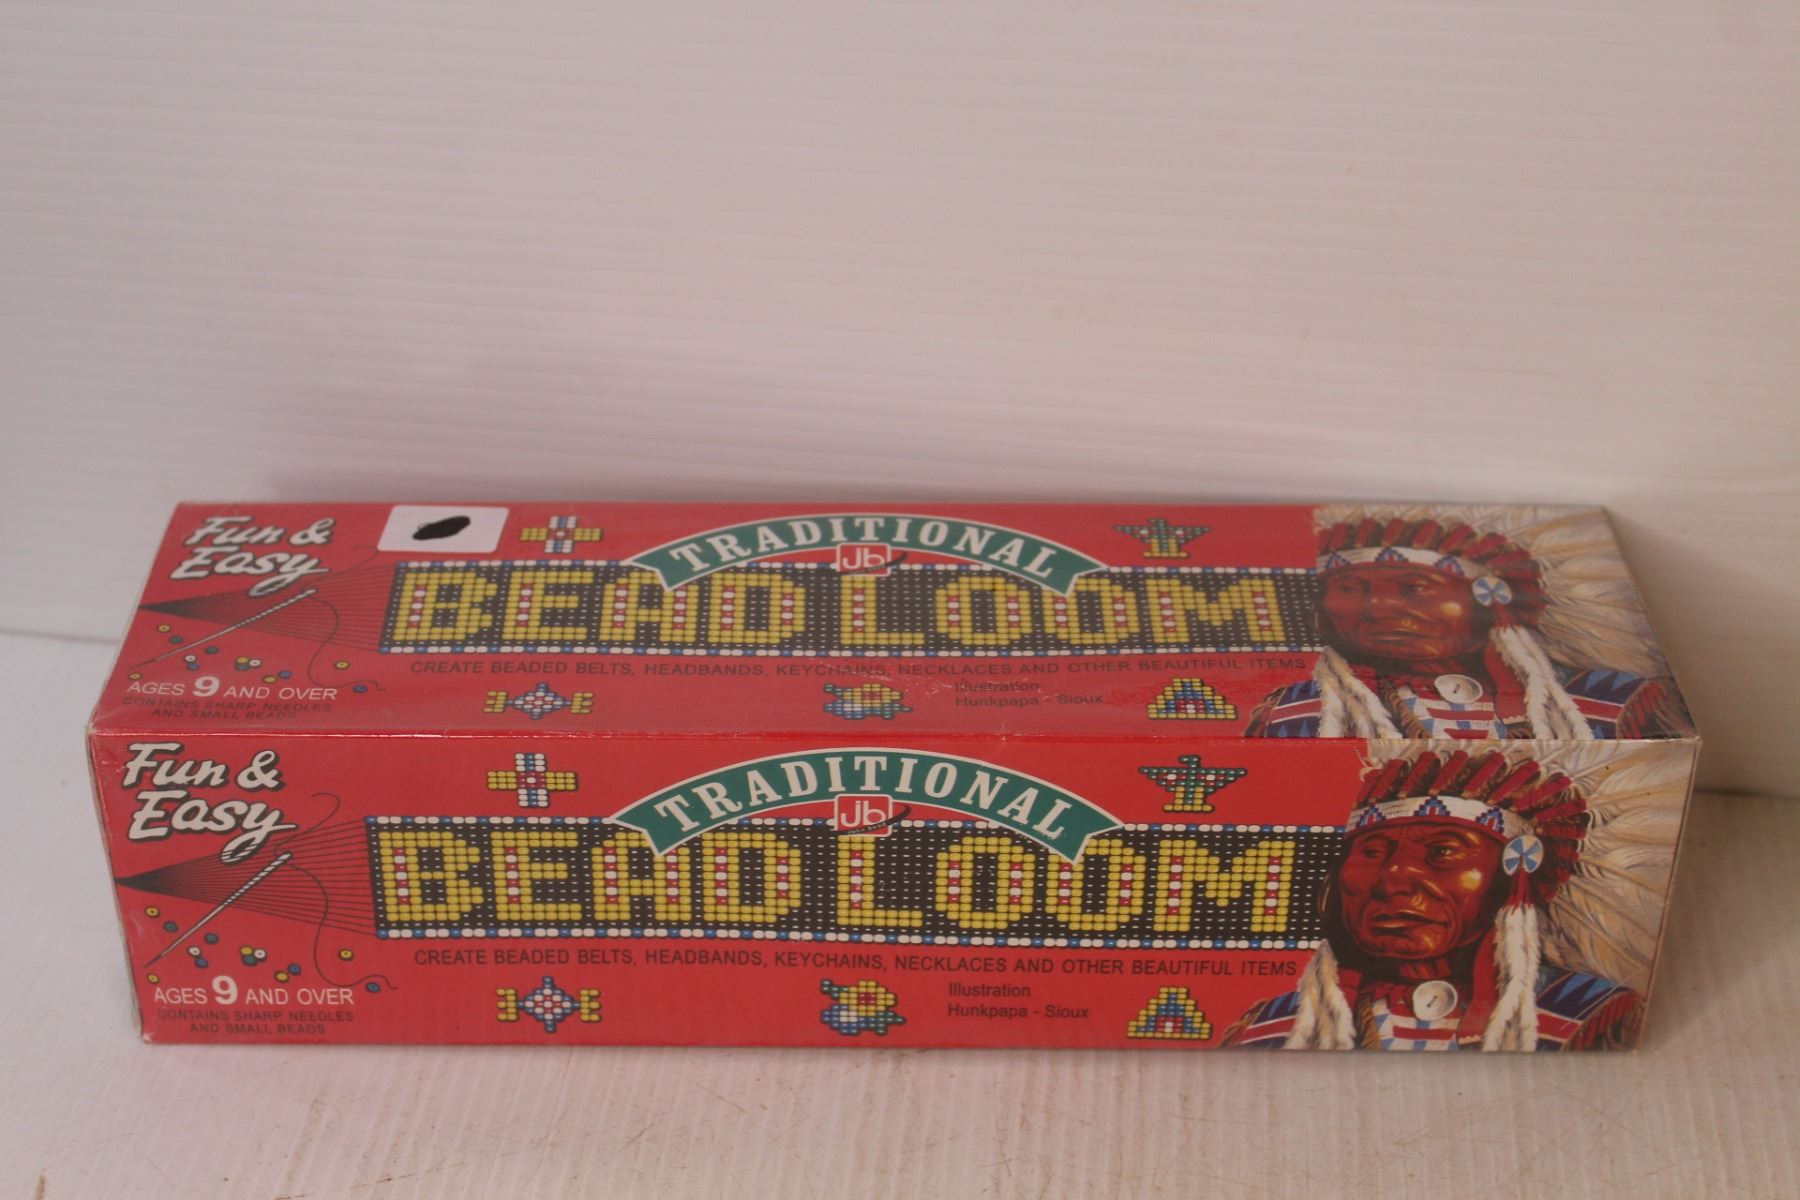 Fun &
Easy
TRADITIONAL
Jb
BEAD LOOM
CREATE BEADED BELTS, HEADBANDS, KEYCHAINS, NECKLACES AND OTHER BEAUTIFUL ITEMS
AGES 9 AND OVER
CONTAINS SHARP NEEDLES
AND SMALL BEADS
Illustration
Hunkpapa - Sioux
Fun &
Easy
TRADITIONAL
Jb
BEAD LOOM
CREATE BEADED BELTS, HEADBANDS, KEYCHAINS, NECKLACES AND OTHER BEAUTIFUL ITEMS
AGES 9 AND OVER
CONTAINS SHARP NEEDLES
AND SMALL BEADS
Illustration
Hunkpapa - Sioux